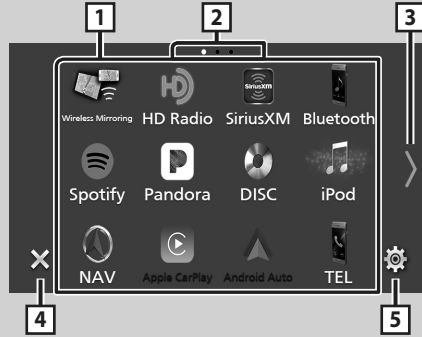 1 2 3
SiriusXM
Wireless Mirroring HD Radio SiriusXM Bluetooth
Spotify Pandora DISC iPod
NAV Apple CarPlay Android Auto TEL
4 5